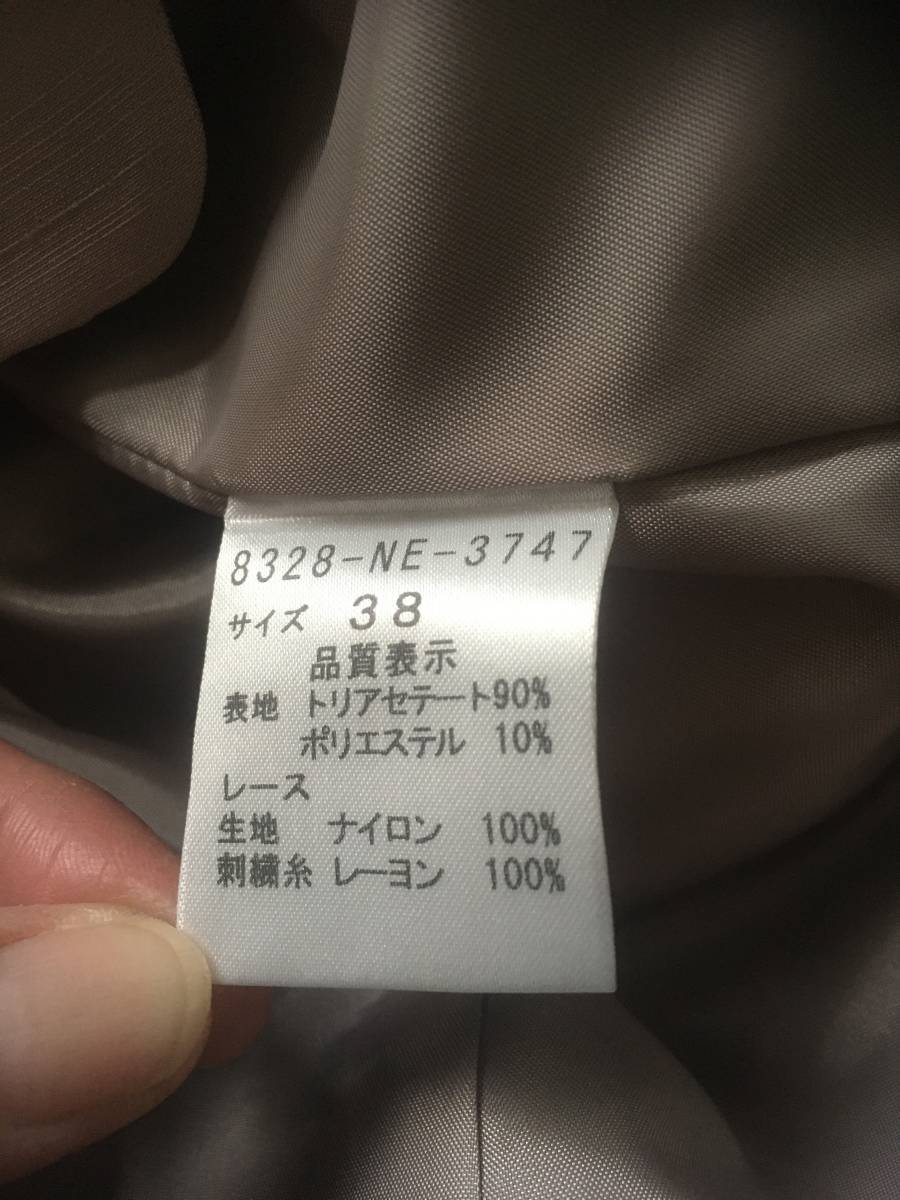 8328-NE-3747
サイズ 38
品質表示
表地 トリアセテート90%
ポリエステル 10%
レース
生地 ナイロン 100%
刺繍糸 レーヨン 100%